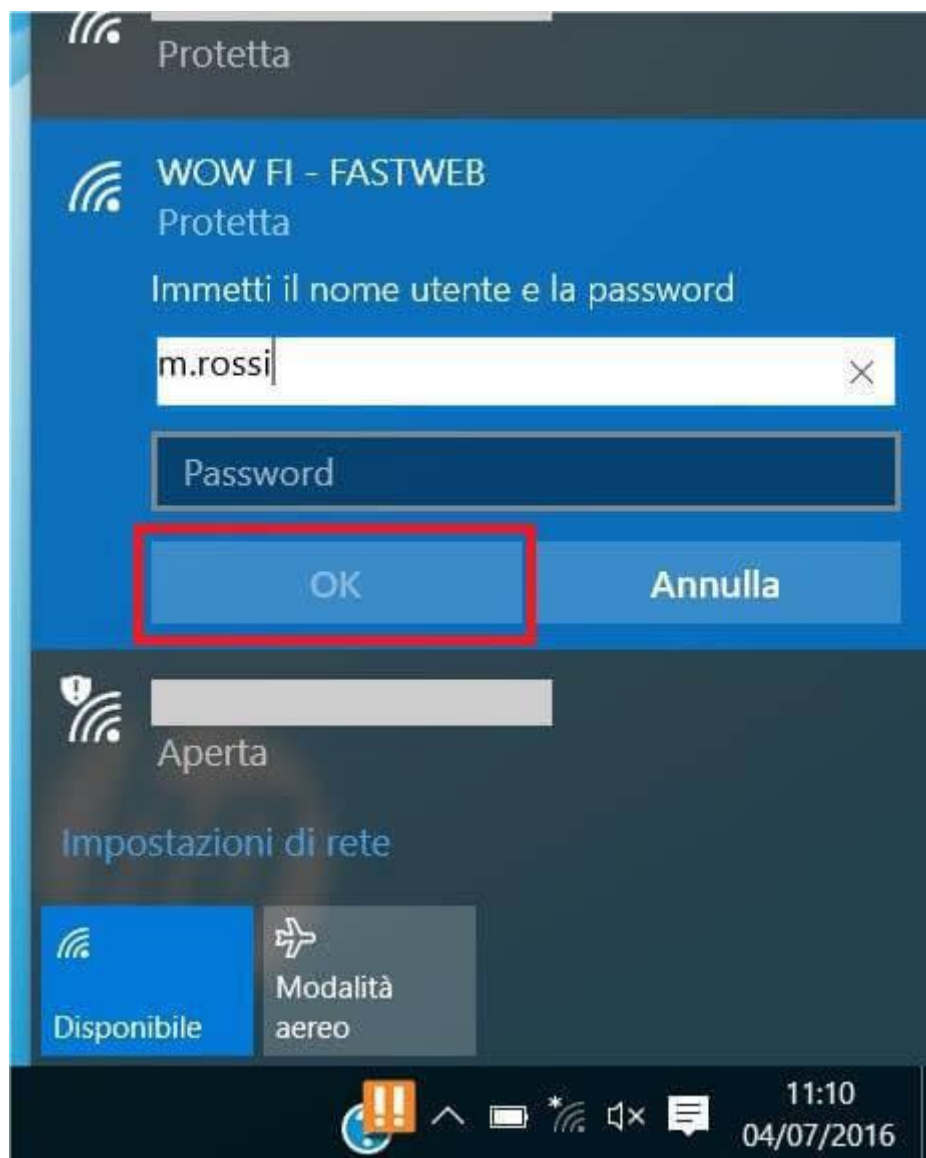 Protetta
WOW FI - FASTWEB
Protetta
Immetti il nome utente e la password
m.rossi
Password
OK
Annulla
Aperta
Impostazioni di rete
Disponibile
Modalità
aereo
11:10
04/07/2016